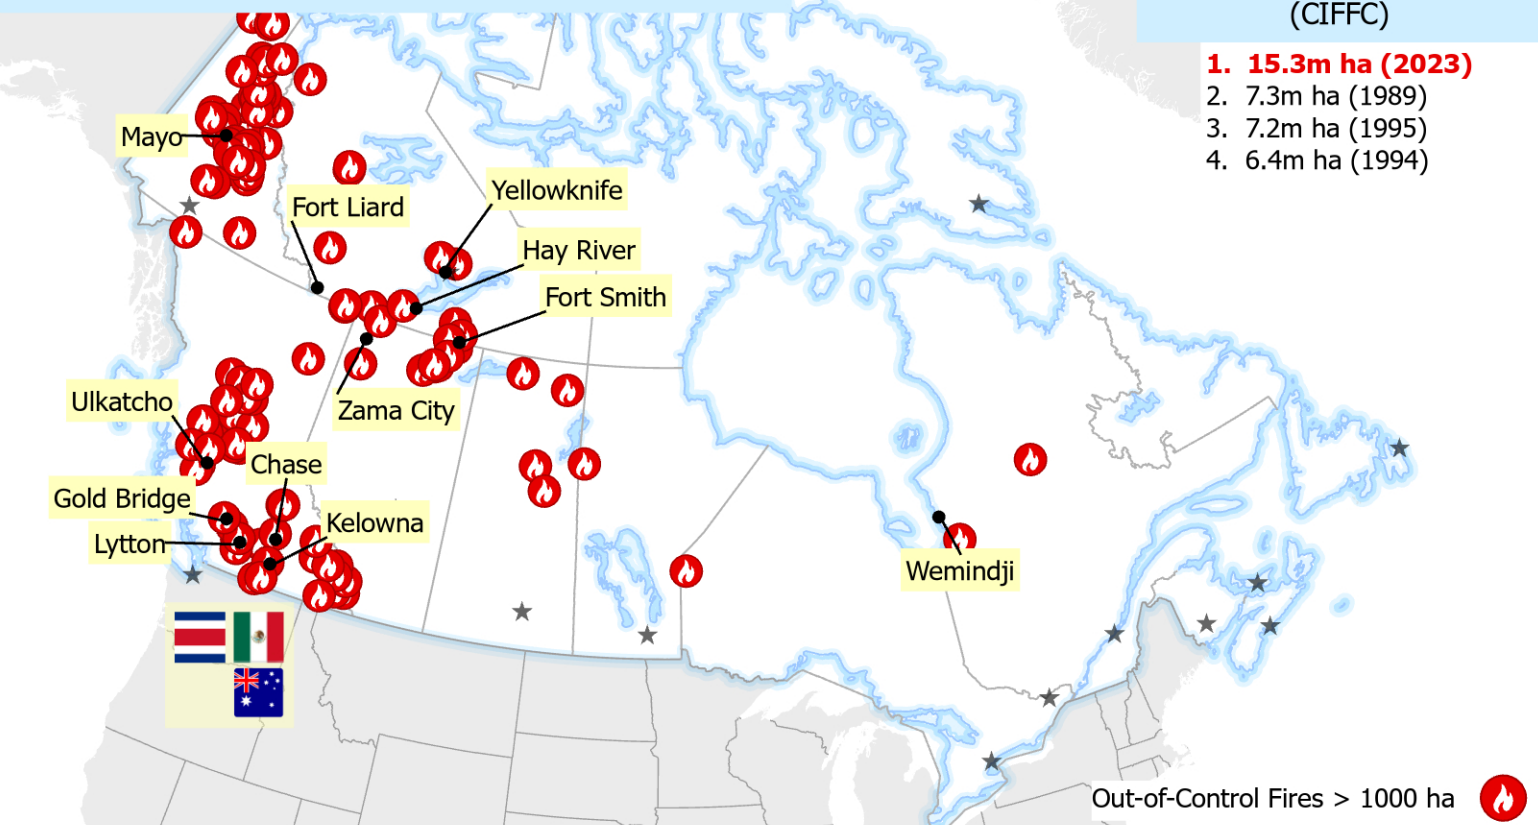 (CIFFC)
1. 15.3m ha (2023)
2. 7.3m ha (1989)
3. 7.2m ha (1995)
4. 6.4m ha (1994)
Mayo
Yellowknife
Fort Liard
Hay River
Fort Smith
Ulkatcho
Zama City
Chase
Gold Bridge
Kelowna
Lytton
Wemindji
Out-of-Control Fires > 1000 ha